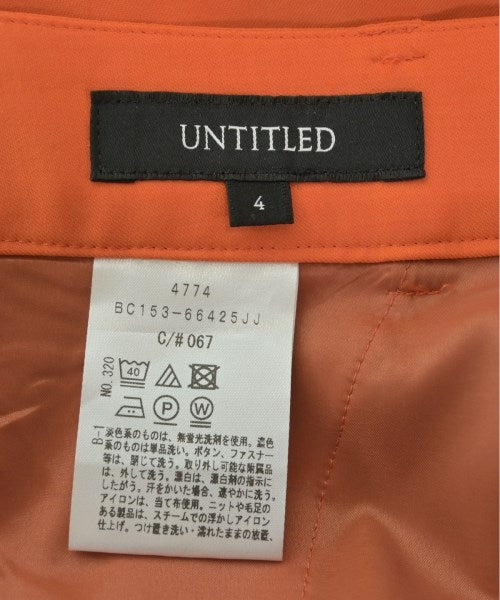 UNTITLED
4
4774
BC153-66425JJ
C/#067
NO.320
40
P
W
B-1
淡色系のものは、無蛍光洗剤を使用。濃色
系のものは単品洗い。ボタン、ファスナー
等は、閉じて洗う。取り外し可能な附属品
は、外して洗う。漂白は、漂白剤の指示に
したがう。汗をかいた場合、速やかに洗う。
アイロンは、当て布使用。ニットや毛足の
ある製品は、スチームでの浮かしアイロン
仕上げ。つけ置き洗い・濡れたままの放置、